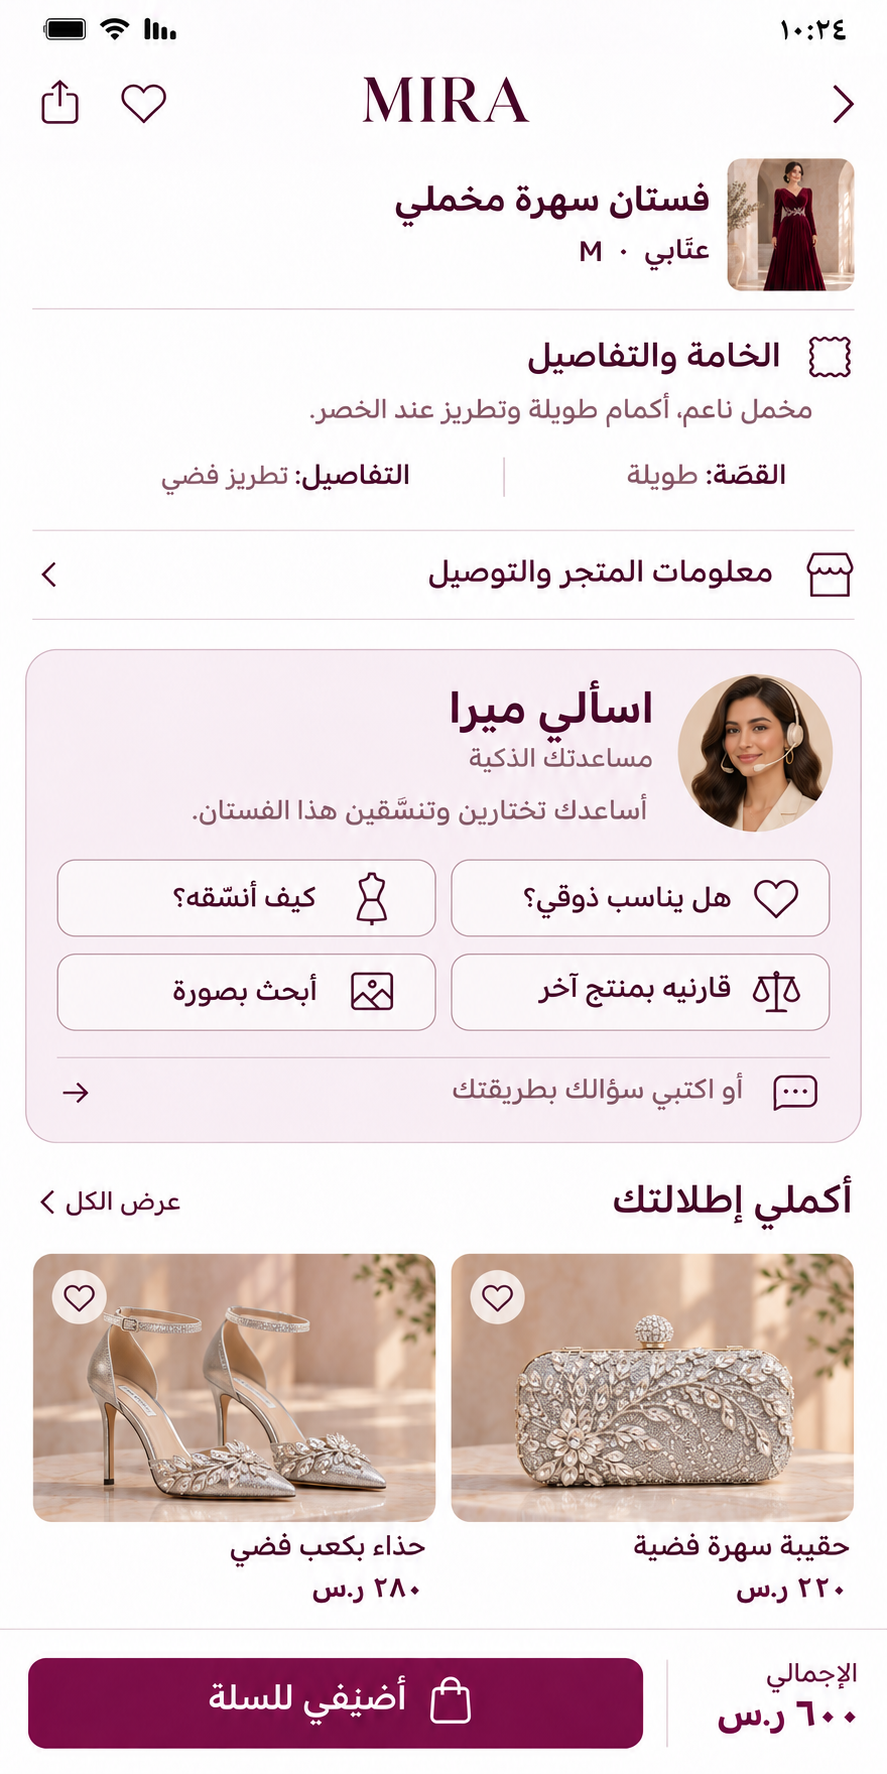 ١٠:٢٤
MIRA
فستان سهرة مخملي
عتَابي · M
الخامة والتفاصيل
مخمل ناعم، أكمام طويلة وتطريز عند الخصر.
القصَة: طويلة
التفاصيل: تطريز فضي
معلومات المتجر والتوصيل
اسألي ميرا
مساعدتك الذكية
أساعدك تختارين وتنسَّقين هذا الفستان.
هل يناسب ذوقي؟
كيف أنسّقه؟
قارنيه بمنتج آخر
أبحث بصورة
أو اكتبي سؤالك بطريقتك
أكملي إطلالتك
عرض الكل
حقيبة سهرة فضية
٢٢٠ ر.س
حذاء بكعب فضي
٢٨٠ ر.س
الإجمالي
٦٠٠ ر.س
أضيْفي للسلة